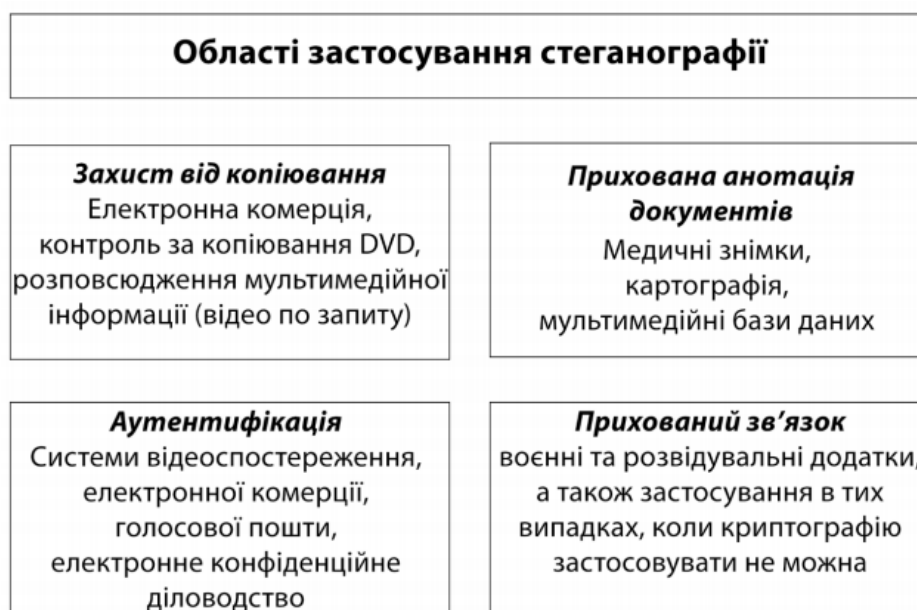 Області застосування стеганографії
Захист від копіювання
Електронна комерція,
контроль за копіювання DVD,
розповсюдження мультимедійної
інформації (відео по запиту)
Прихована анотація
документів
Медичні знімки,
картографія,
мультимедійні бази даних
Аутентифікація
Системи відеоспостереження,
електронної комерції,
голосової пошти,
електронне конфіденційне
діловодство
Прихований зв’язок
воєнні та розвідувальні додатки,
а також застосування в тих
випадках, коли криптографію
застосовувати не можна